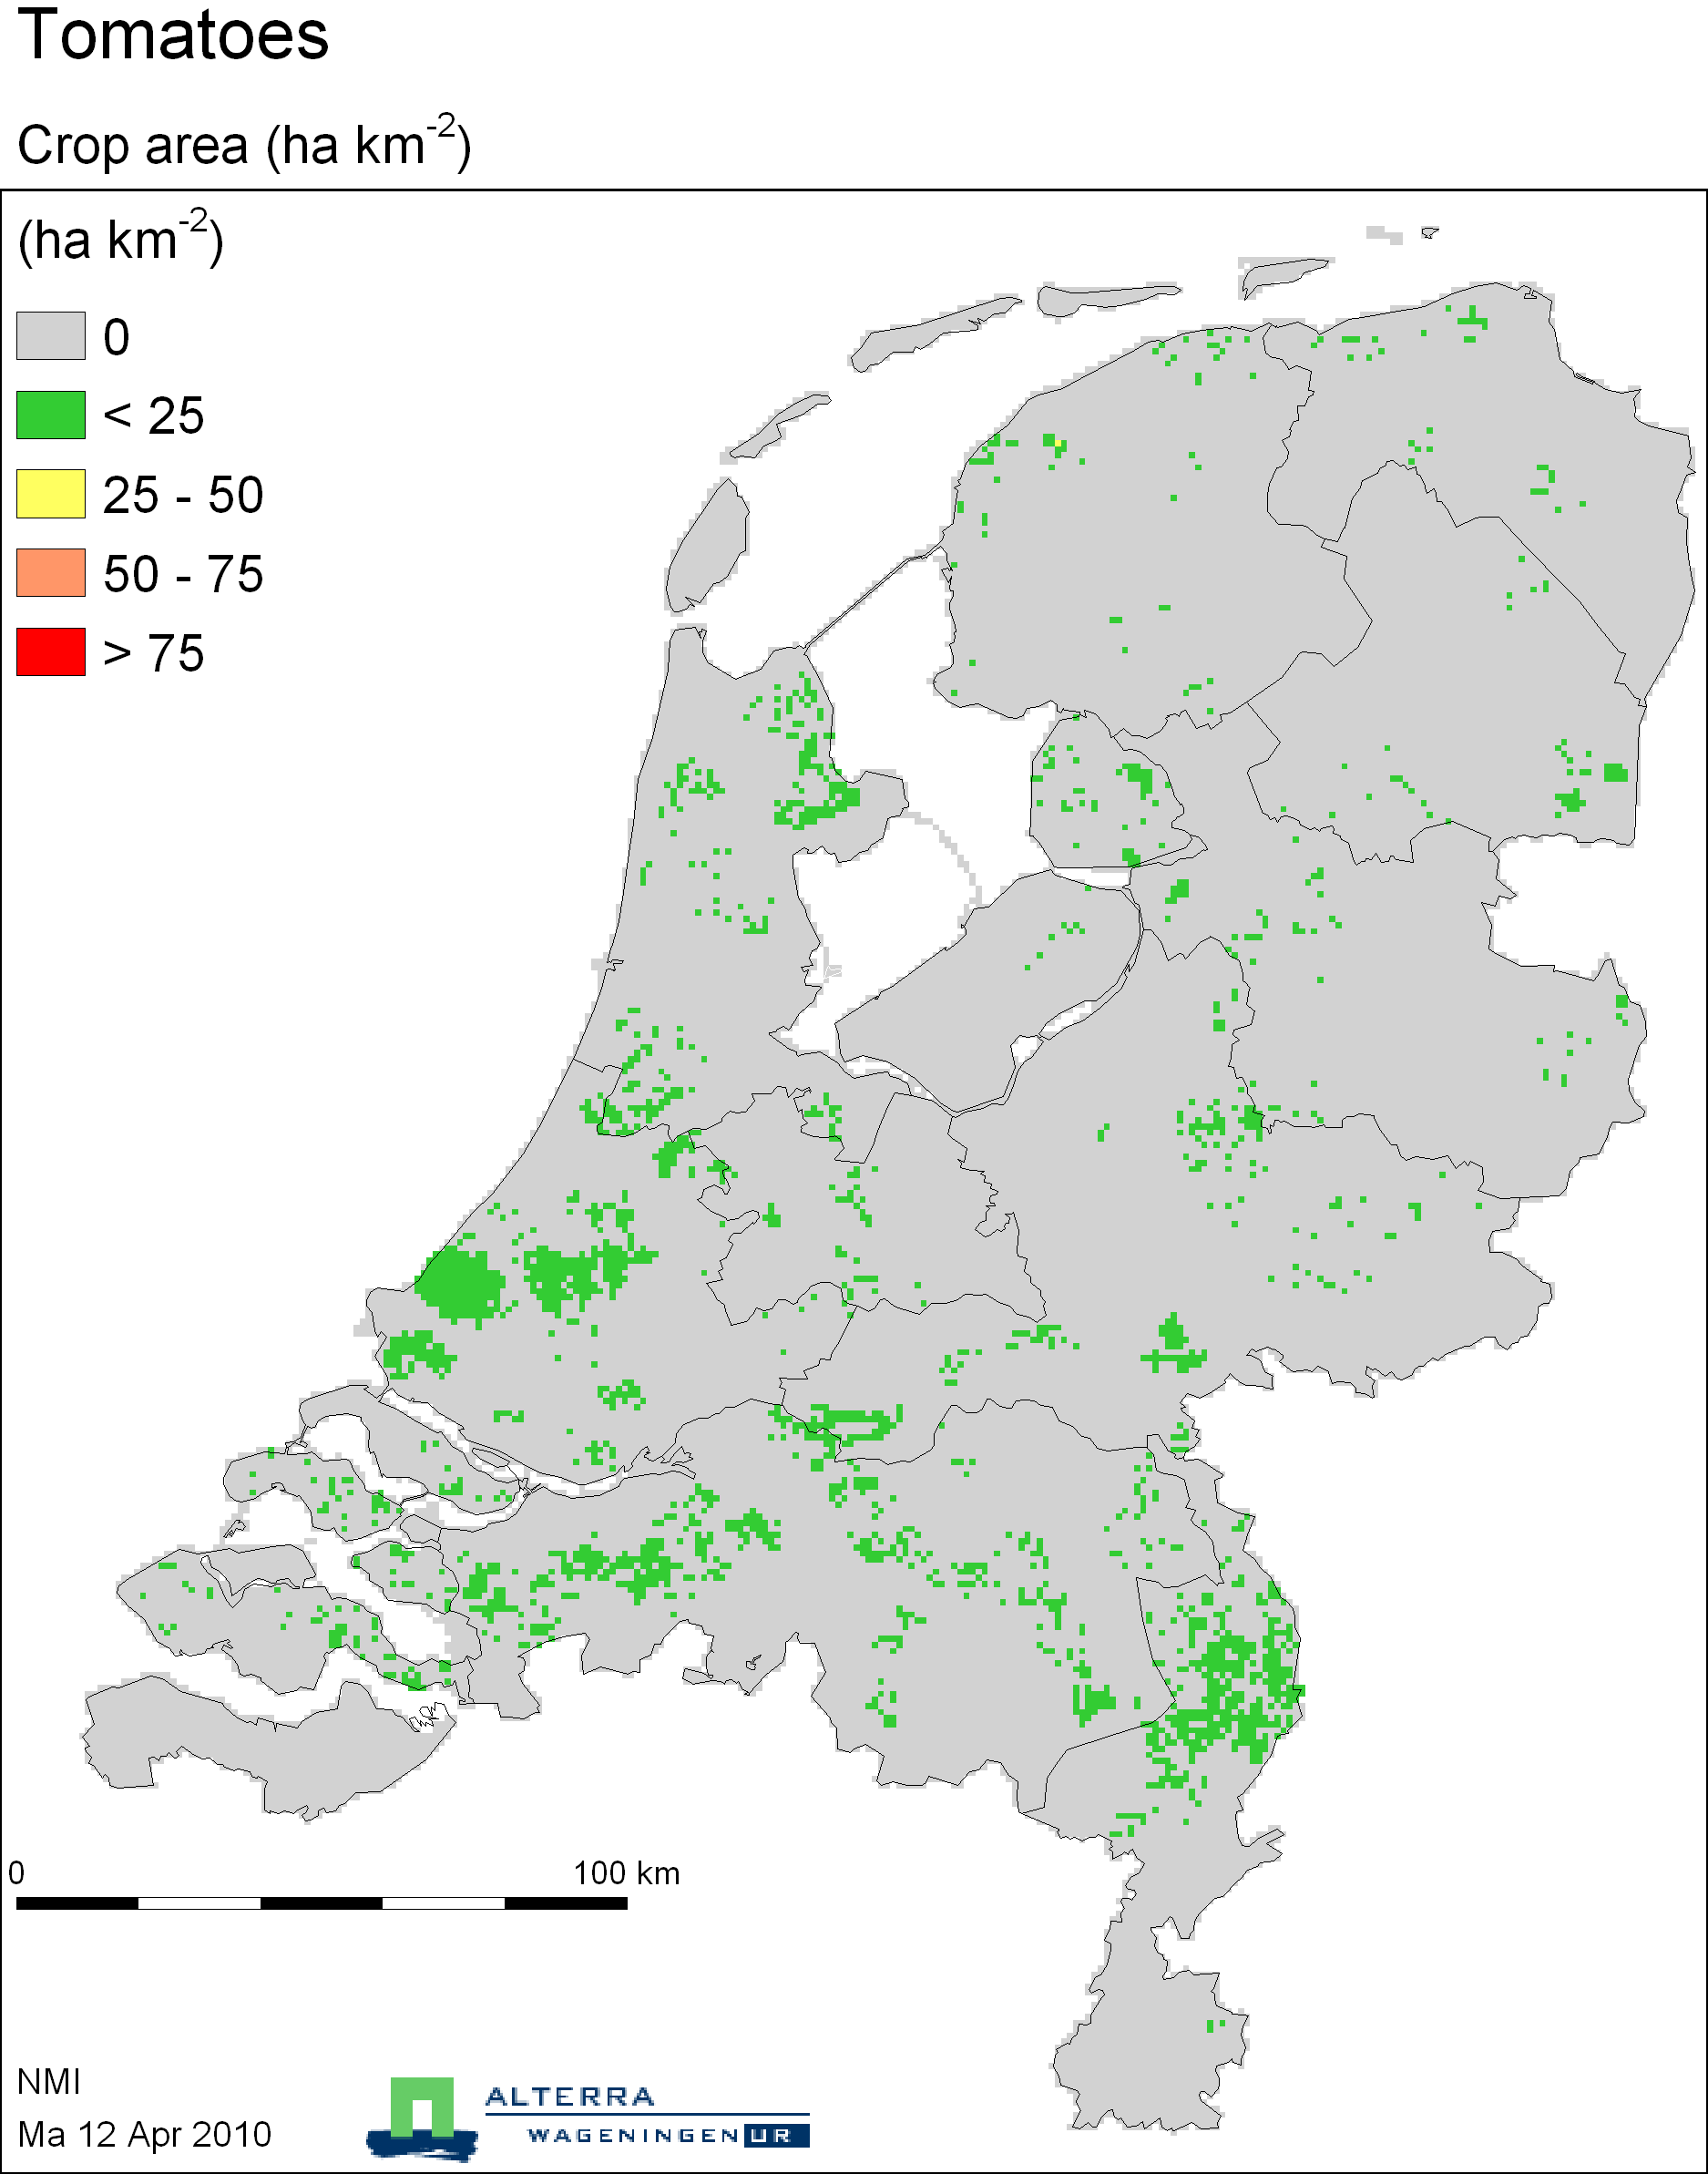 Tomatoes
Crop area (ha km-2)
(ha km-2)
0
< 25
25 - 50
50 - 75
> 75
0 100 km
NMI
Ma 12 Apr 2010
ALTERRA
WAGENINGEN UR